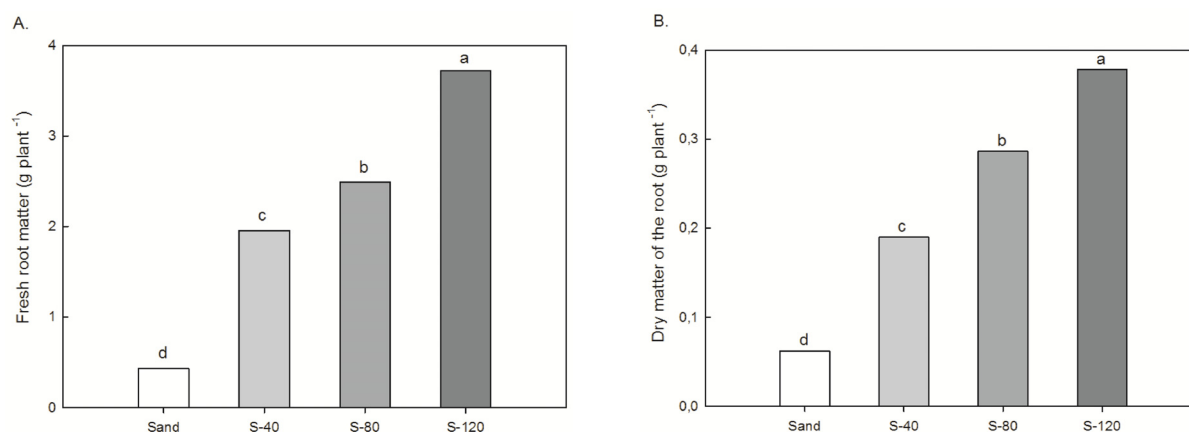 A.
Fresh root matter (g plant -1)
4
3
2
1
0
a
b
c
d
Sand S-40 S-80 S-120
B.
Dry matter of the root (g plant -1)
0,4
0,3
0,2
0,1
0,0
a
b
c
d
Sand S-40 S-80 S-120